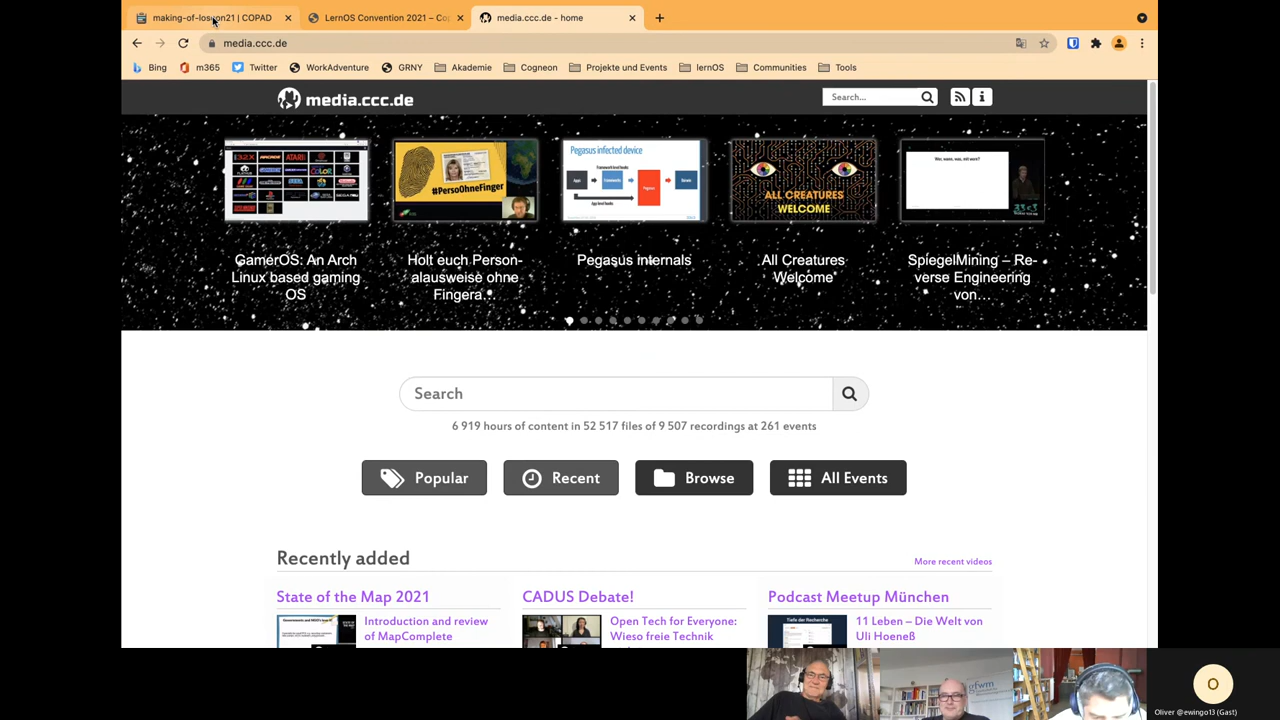 making-of-loscon21 | COPAD
LernOS Convention 2021 – Co
media.ccc.de - home
media.ccc.de
Bing
m365
Twitter
WorkAdventure
GRNY
Akademie
Cogneon
Projekte und Events
lernOS
Communities
Tools
media.ccc.de
Search...
Pegasus infected device
#PersoOhneFinger
ALL CREATURES
WELCOME
GamerOS: An Arch
Linux based gaming
OS
Holt euch Person-
alausweise ohne
Fingera...
Pegasus internals
All Creatures
Welcome
SpiegelMining – Re-
verse Engineering
von...
Search
6 919 hours of content in 52 517 files of 9 507 recordings at 261 events
Popular
Recent
Browse
All Events
Recently added
More recent videos
State of the Map 2021
Introduction and review
of MapComplete
CADUS Debate!
Open Tech for Everyone:
Wieso freie Technik
Podcast Meetup München
Tiefe der Recherche
11 Leben – Die Welt von
Uli Hoeneß
gfwm
O
Oliver @ewingo13 (Gast)